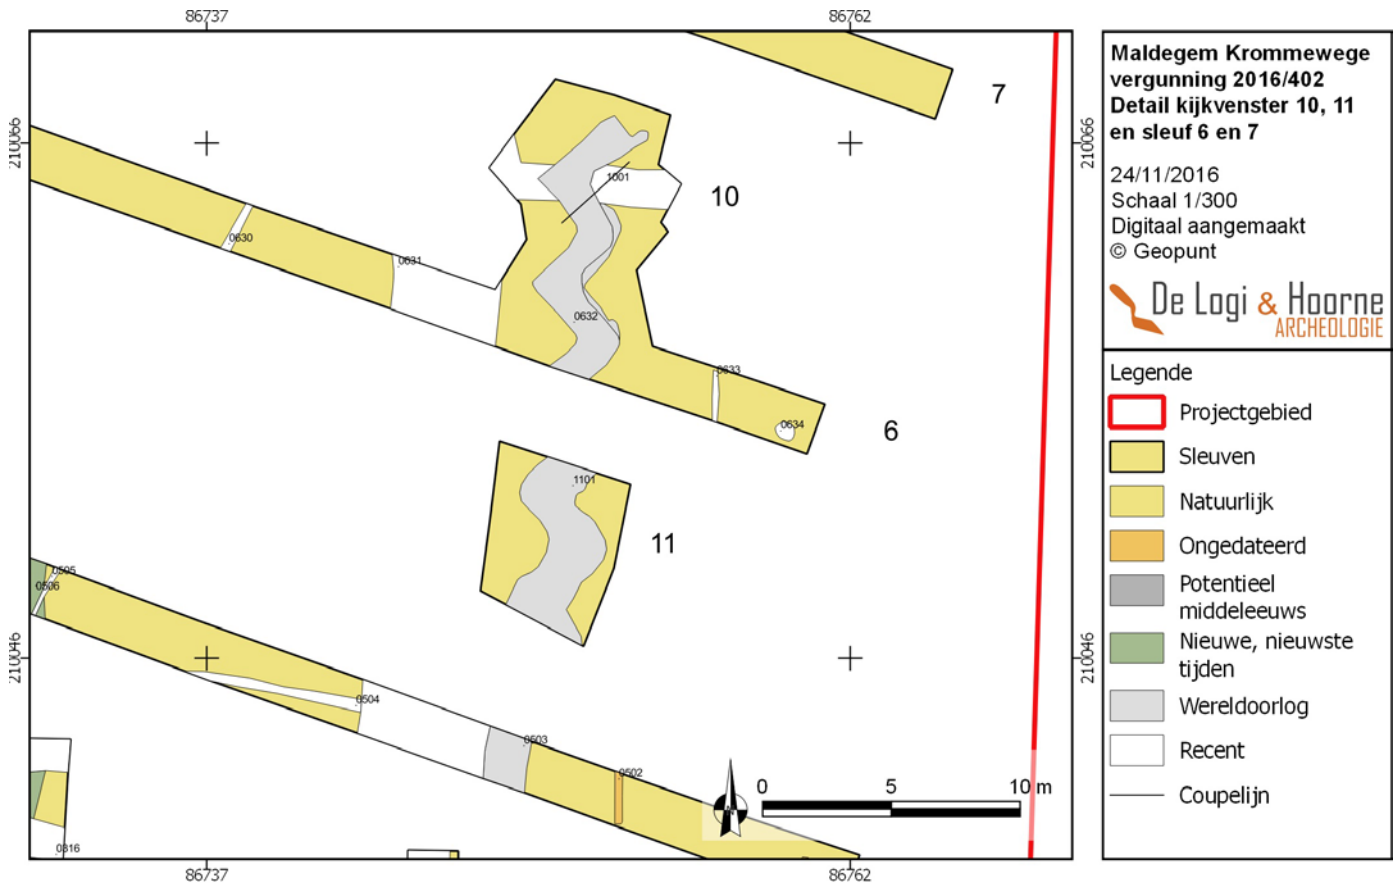 86737
86762
7
210066
210066
10
1001
0630
0631
0632
0633
0634
6
1101
11
0505
0506
210046
210046
0504
0503
0502
0 5 10 m
N
0316
86737
86762
Maldegem Krommewege
vergunning 2016/402
Detail kijkvenster 10, 11
en sleuf 6 en 7
24/11/2016
Schaal 1/300
Digitaal aangemaakt
© Geopunt
De Logi & Hoorne
ARCHEOLOGIE
Legende
Projectgebied
Sleuven
Natuurlijk
Ongedateerd
Potentieel
middeleeuws
Nieuwe, nieuwste
tijden
Wereldoorlog
Recent
Coupelijn